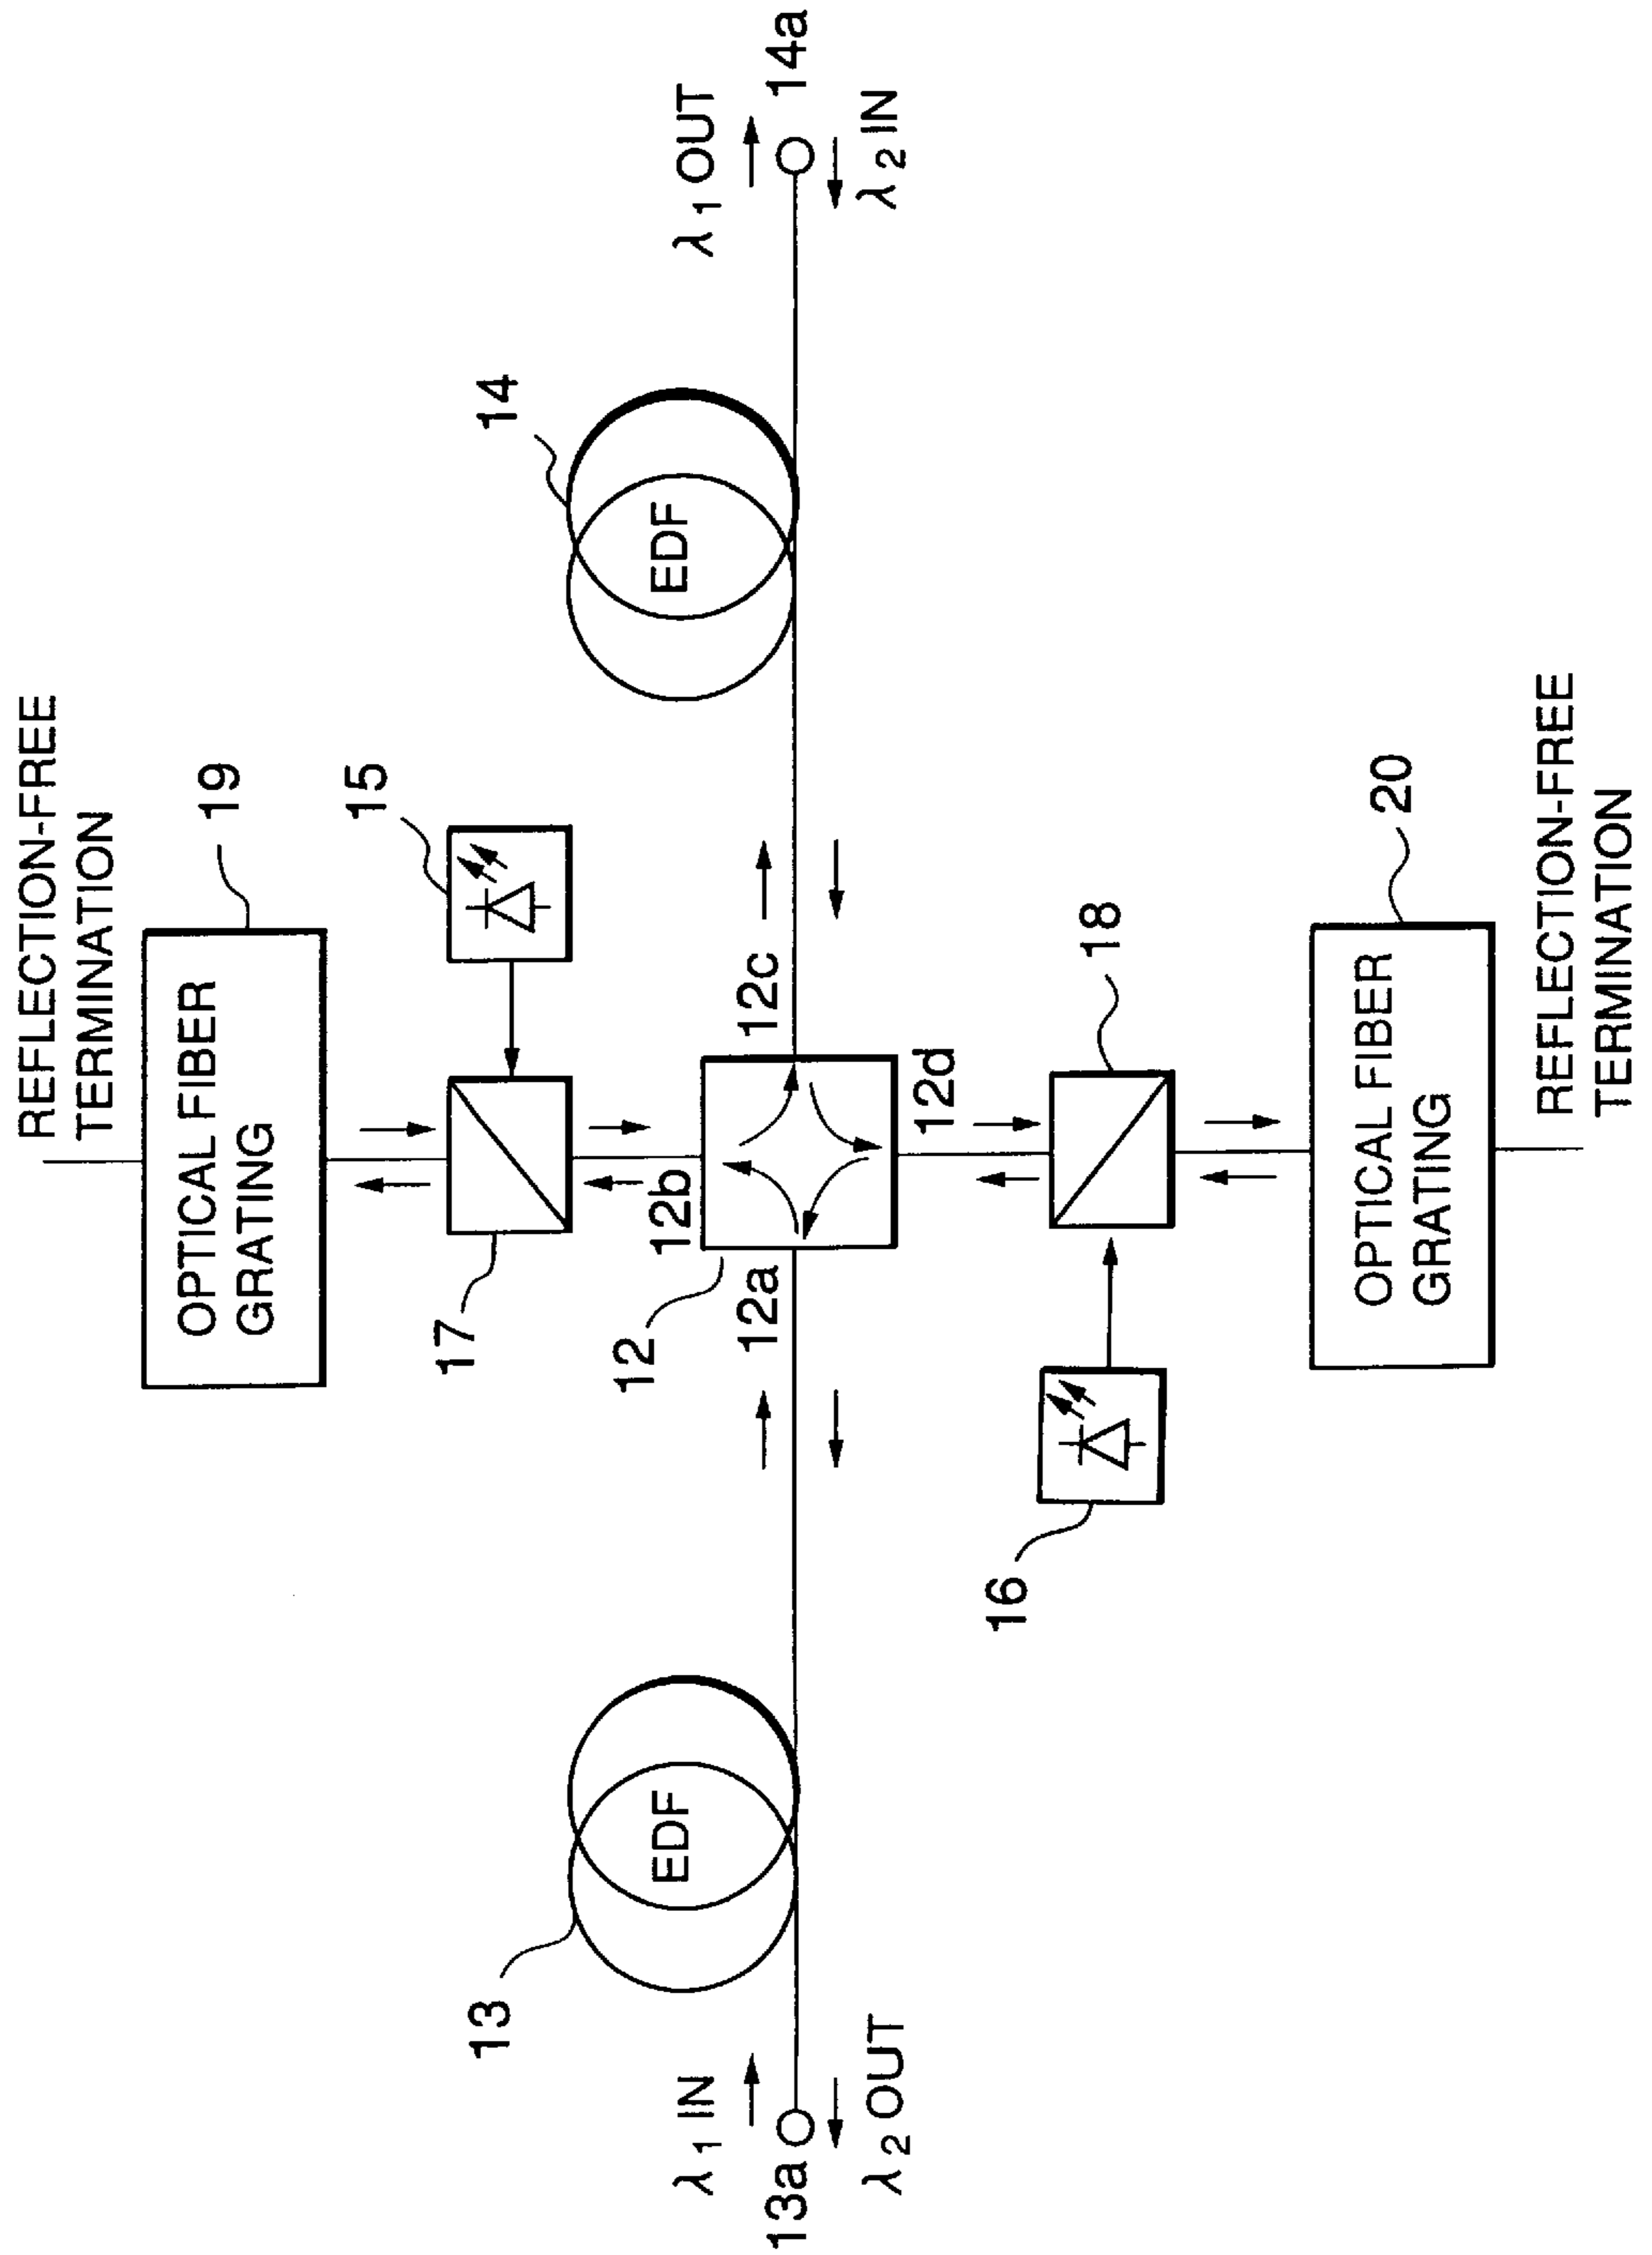 REFLECTION-FREE
TERMINATION
19
OPTICAL FIBER
GRATING
15
17
14
EDF
13
EDF
12
12b
12a
12c
12d
λ1 IN
13a
λ2 OUT
λ1 OUT
14a
λ2 IN
18
16
20
OPTICAL FIBER
GRATING
REFLECTION-FREE
TERMINATION